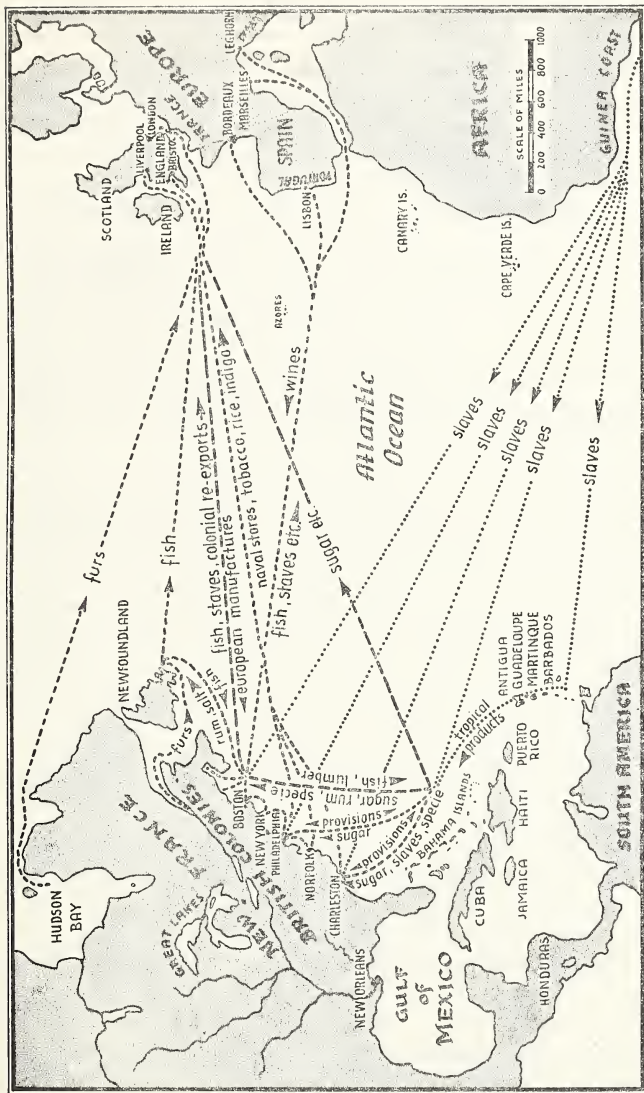 HUDSON
BAY
GREAT LAKES
NEW FRANCE
BRITISH COLONIES
NEWFOUNDLAND
BOSTON
NEW YORK
PHILADELPHIA
NORFOLK
CHARLESTON
NEW ORLEANS
GULF
OF
MEXICO
HONDURAS
CUBA
JAMAICA
HAITI
PUERTO
RICO
BAHAMA ISLANDS
ANTIGUA
GUADELOUPE
MARTINQUE
BARBADOS
SOUTH AMERICA
furs
fish
furs
rum salt
fish
fish, staves, colonial re-exports
european manufactures
naval stores, tobacco, rice, indigo
wines
fish, staves etc.
sugar etc.
fish, lumber
sugar, rum specie
provisions
sugar
provisions
sugar, slaves specie
tropical
products
slaves
slaves
slaves
slaves
slaves
Atlantic
Ocean
SCOTLAND
IRELAND
LIVERPOOL
ENGLAND
LONDON
BRISTOL
FRANCE
EUROPE
BORDEAUX
MARSEILLES
LEGHORN
SPAIN
PORTUGAL
LISBON
AZORES
CANARY IS.
CAPE VERDE IS.
AFRICA
SCALE OF MILES
0 200 400 600 800 1000
GUINEA COAST